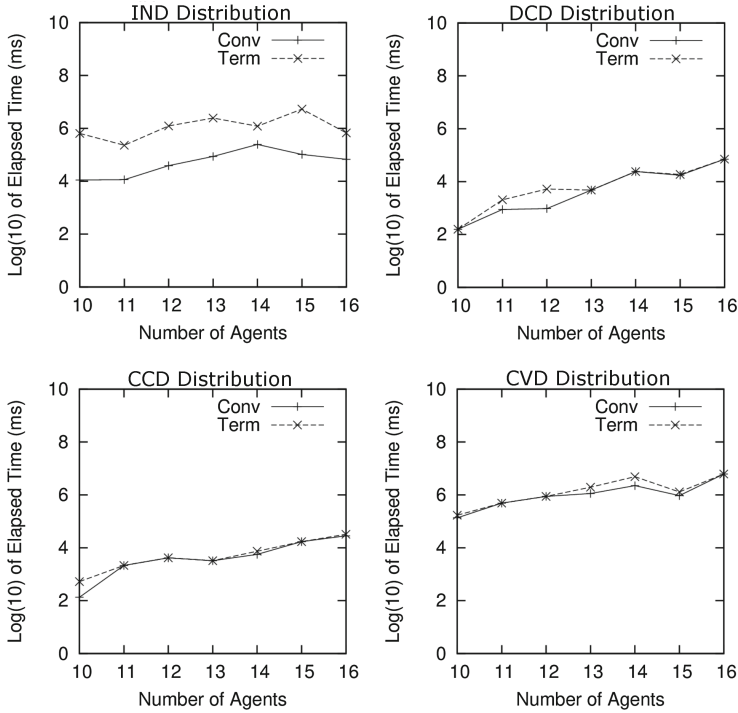 IND Distribution
Log(10) of Elapsed Time (ms)
10
8
6
4
2
0
Conv
Term
10 11 12 13 14 15 16
Number of Agents
DCD Distribution
Log(10) of Elapsed Time (ms)
10
8
6
4
2
0
Conv
Term
10 11 12 13 14 15 16
Number of Agents
CCD Distribution
Log(10) of Elapsed Time (ms)
10
8
6
4
2
0
Conv
Term
10 11 12 13 14 15 16
Number of Agents
CVD Distribution
Log(10) of Elapsed Time (ms)
10
8
6
4
2
0
Conv
Term
10 11 12 13 14 15 16
Number of Agents